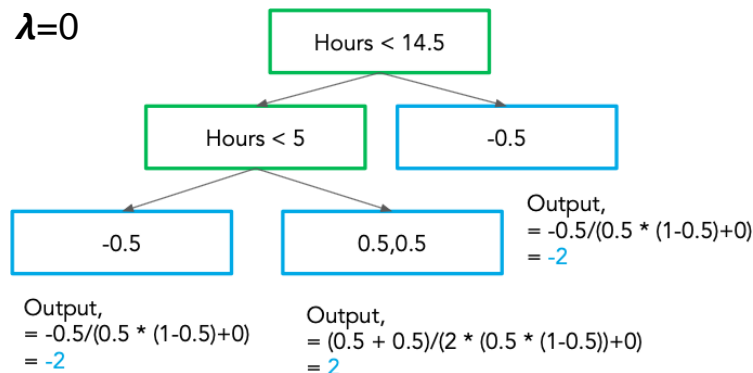 λ=0
Hours < 14.5
Hours < 5
-0.5
-0.5
0.5,0.5
Output,
= -0.5/(0.5 * (1-0.5)+0)
= -2
Output,
= -0.5/(0.5 * (1-0.5)+0)
= -2
Output,
= (0.5 + 0.5)/(2 * (0.5 * (1-0.5))+0)
= 2